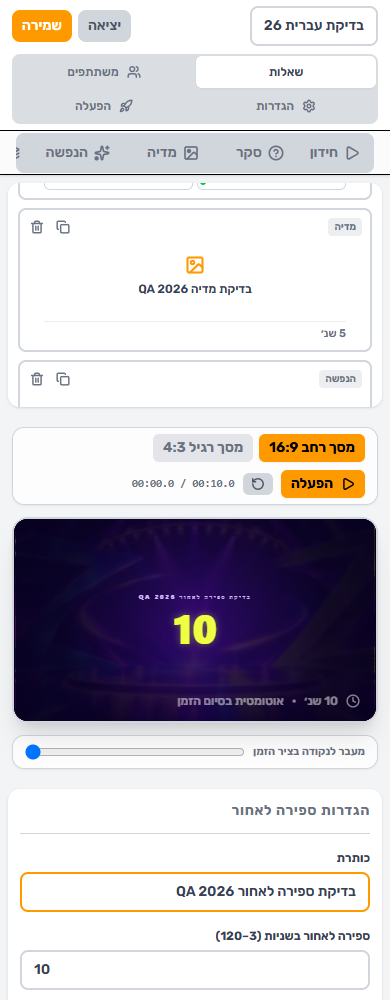 בדיקת עברית 26
יציאה
שמירה
שאלות
משתתפים
הגדרות
הפעלה
חידון
סקר
מדיה
הנפשה
מדיה
בדיקת מדיה QA 2026
5 שנ׳
הנפשה
מסך רחב 16:9
מסך רגיל 4:3
הפעלה
00:00.0 / 00:10.0
בדיקת ספירה לאחור QA 2026
10
10 שנ׳ • אוטומטית בסיום הזמן
מעבר לנקודה בציר הזמן
הגדרות ספירה לאחור
כותרת
בדיקת ספירה לאחור QA 2026
ספירה לאחור בשניות (3–120)
10